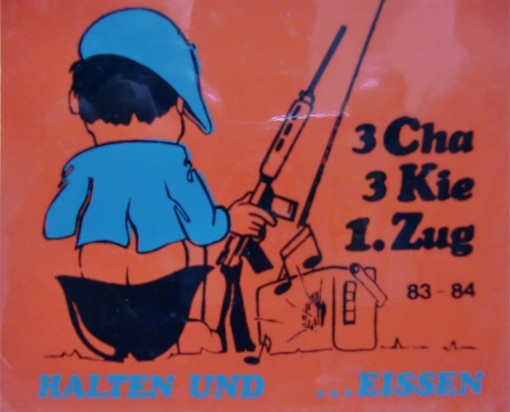 3 Cha
3 Kie
1. Zug
83 - 84
HALTEN UND ...EISSEN